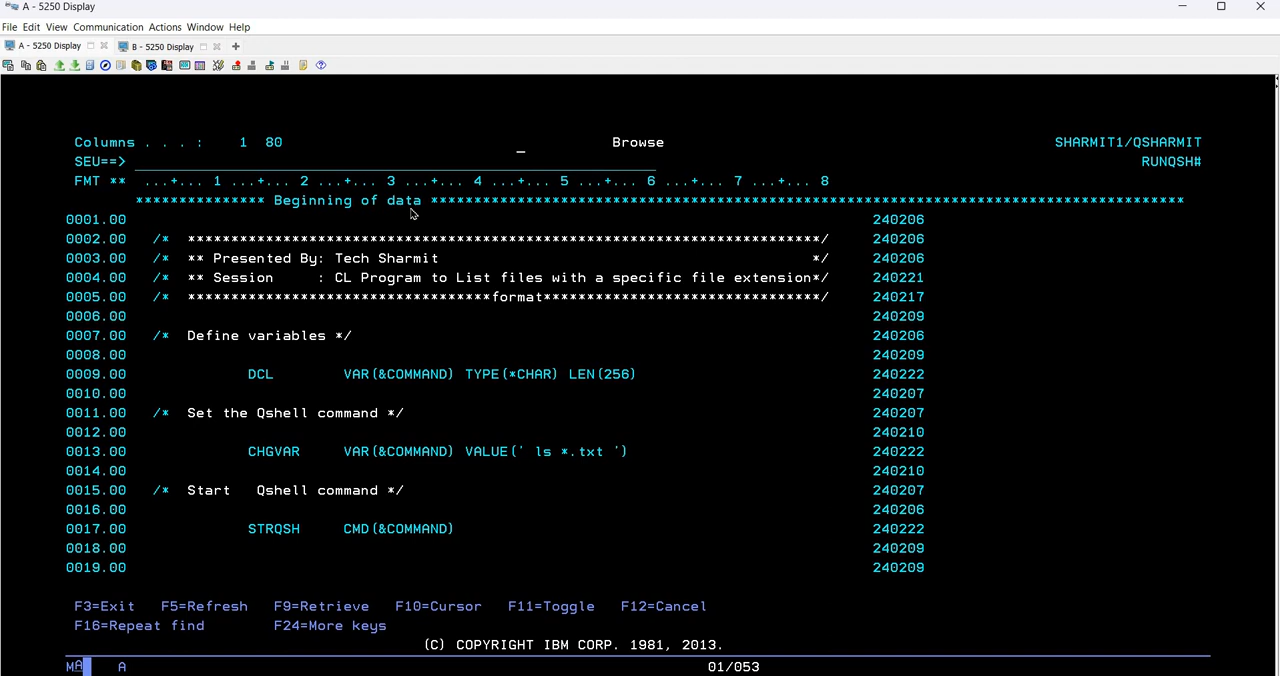 A - 5250 Display
File Edit View Communication Actions Window Help
A - 5250 Display B - 5250 Display
Columns . . . : 1 80 Browse SHARMIT1/QSHARMIT
SEU==> RUNQSH#
FMT ** ...+... 1 ...+... 2 ...+... 3 ...+... 4 ...+... 5 ...+... 6 ...+... 7 ...+... 8
*************** Beginning of data ***************************************************************************************
0001.00 240206
0002.00 /* *************************************************************************/ 240206
0003.00 /* ** Presented By: Tech Sharmit */ 240206
0004.00 /* ** Session : CL Program to List files with a specific file extension*/ 240221
0005.00 /* ***********************************format********************************/ 240217
0006.00 240209
0007.00 /* Define variables */ 240206
0008.00 240209
0009.00 DCL VAR(&COMMAND) TYPE(*CHAR) LEN(256) 240222
0010.00 240207
0011.00 /* Set the Qshell command */ 240207
0012.00 240210
0013.00 CHGVAR VAR(&COMMAND) VALUE(' ls *.txt ') 240222
0014.00 240210
0015.00 /* Start Qshell command */ 240207
0016.00 240206
0017.00 STRQSH CMD(&COMMAND) 240222
0018.00 240209
0019.00 240209
F3=Exit F5=Refresh F9=Retrieve F10=Cursor F11=Toggle F12=Cancel
F16=Repeat find F24=More keys
(C) COPYRIGHT IBM CORP. 1981, 2013.
MA A 01/053